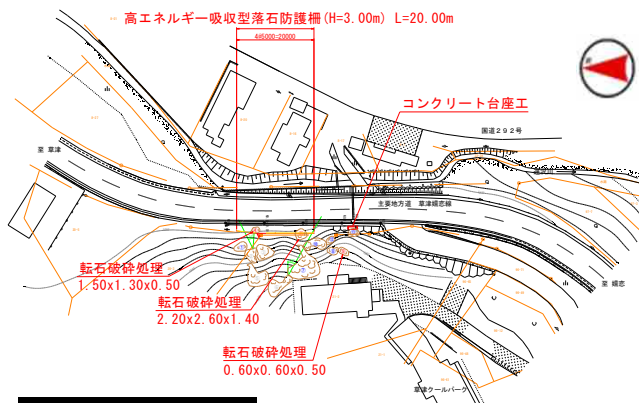 高エネルギー吸収型落石防護柵(H=3.00m) L=20.00m
4@5000=20000
コンクリート台座工
国道292号
至 草津
主要地方道 草津嬬恋線
転石破砕処理
1.50x1.30x0.50
転石破砕処理
2.20x2.60x1.40
至 嬬恋
転石破砕処理
0.60x0.60x0.50
草津クールパーク